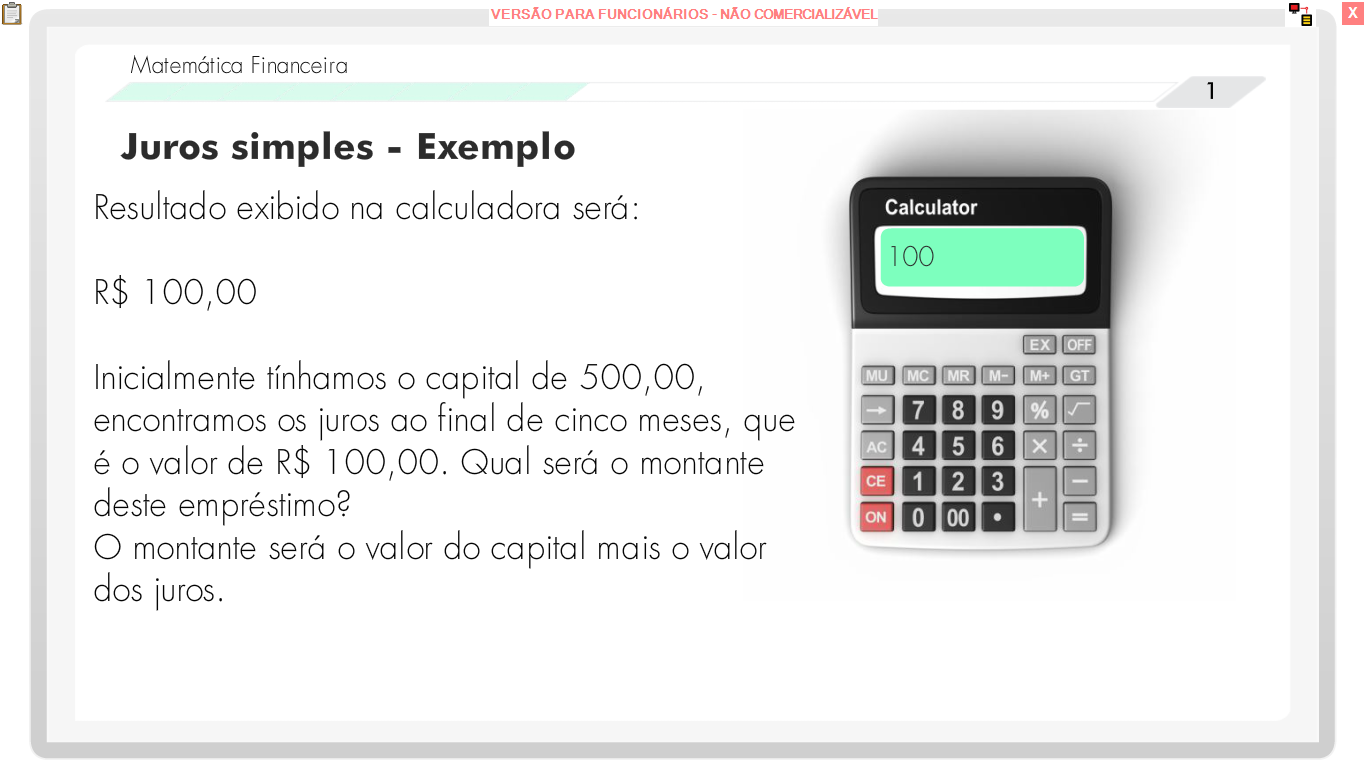 VERSÃO PARA FUNCIONÁRIOS - NÃO COMERCIALIZÁVEL
X
Matemática Financeira
1
Juros simples - Exemplo
Resultado exibido na calculadora será:
R$ 100,00
Inicialmente tínhamos o capital de 500,00,
encontramos os juros ao final de cinco meses, que
é o valor de R$ 100,00. Qual será o montante
deste empréstimo?
O montante será o valor do capital mais o valor
dos juros.
Calculator
100
EX OFF
MU MC MR M− M+ GT
→ 7 8 9 % √
AC 4 5 6 × ÷
CE 1 2 3 + −
ON 0 00 • =